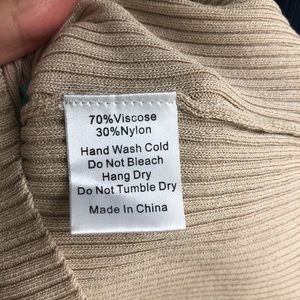 70%Viscose
30%Nylon
Hand Wash Cold
Do Not Bleach
Hang Dry
Do Not Tumble Dry
Made In China